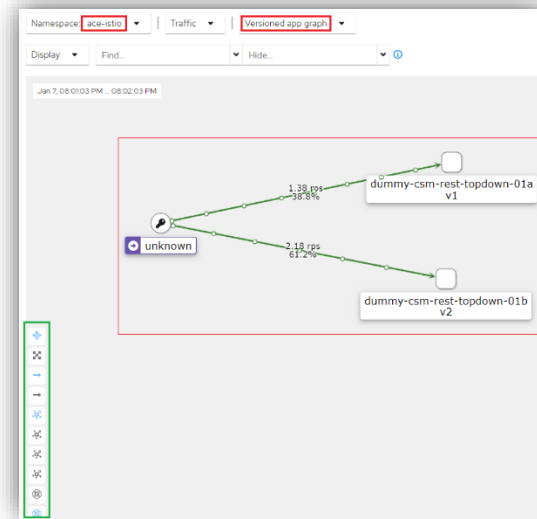 Namespace: ace-istio Traffic Versioned app graph
Display Find... Hide...
Jan 7, 08:01:03 PM ... 08:02:03 PM
1.38 rps
38.8%
dummy-csm-rest-topdown-01a
v1
unknown
2.18 rps
61.2%
dummy-csm-rest-topdown-01b
v2